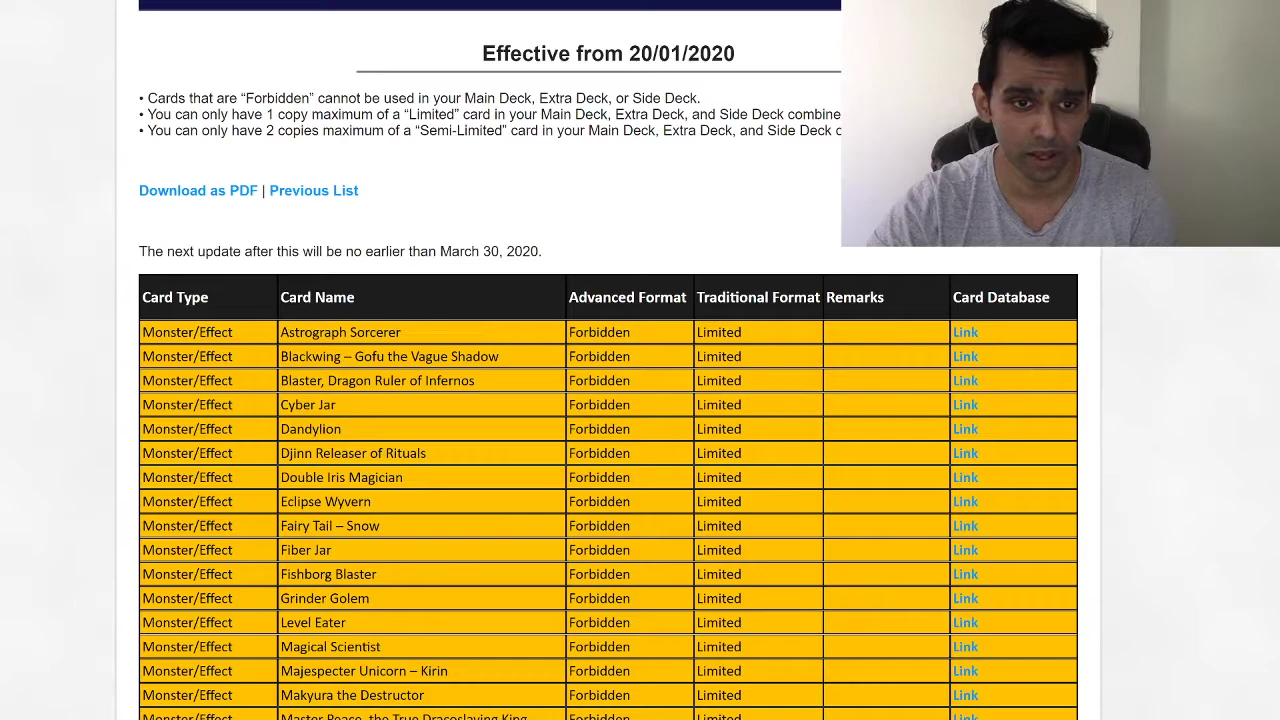 Effective from 20/01/2020
• Cards that are “Forbidden” cannot be used in your Main Deck, Extra Deck, or Side Deck.
• You can only have 1 copy maximum of a “Limited” card in your Main Deck, Extra Deck, and Side Deck combine
• You can only have 2 copies maximum of a “Semi-Limited” card in your Main Deck, Extra Deck, and Side Deck c
Download as PDF | Previous List
The next update after this will be no earlier than March 30, 2020.
Card Type Card Name Advanced Format Traditional Format Remarks Card Database
Monster/Effect Astrograph Sorcerer Forbidden Limited Link
Monster/Effect Blackwing – Gofu the Vague Shadow Forbidden Limited Link
Monster/Effect Blaster, Dragon Ruler of Infernos Forbidden Limited Link
Monster/Effect Cyber Jar Forbidden Limited Link
Monster/Effect Dandylion Forbidden Limited Link
Monster/Effect Djinn Releaser of Rituals Forbidden Limited Link
Monster/Effect Double Iris Magician Forbidden Limited Link
Monster/Effect Eclipse Wyvern Forbidden Limited Link
Monster/Effect Fairy Tail – Snow Forbidden Limited Link
Monster/Effect Fiber Jar Forbidden Limited Link
Monster/Effect Fishborg Blaster Forbidden Limited Link
Monster/Effect Grinder Golem Forbidden Limited Link
Monster/Effect Level Eater Forbidden Limited Link
Monster/Effect Magical Scientist Forbidden Limited Link
Monster/Effect Majespecter Unicorn – Kirin Forbidden Limited Link
Monster/Effect Makyura the Destructor Forbidden Limited Link
Monster/Effect Master Peace, the True Dracoslaying King Forbidden Limited Link